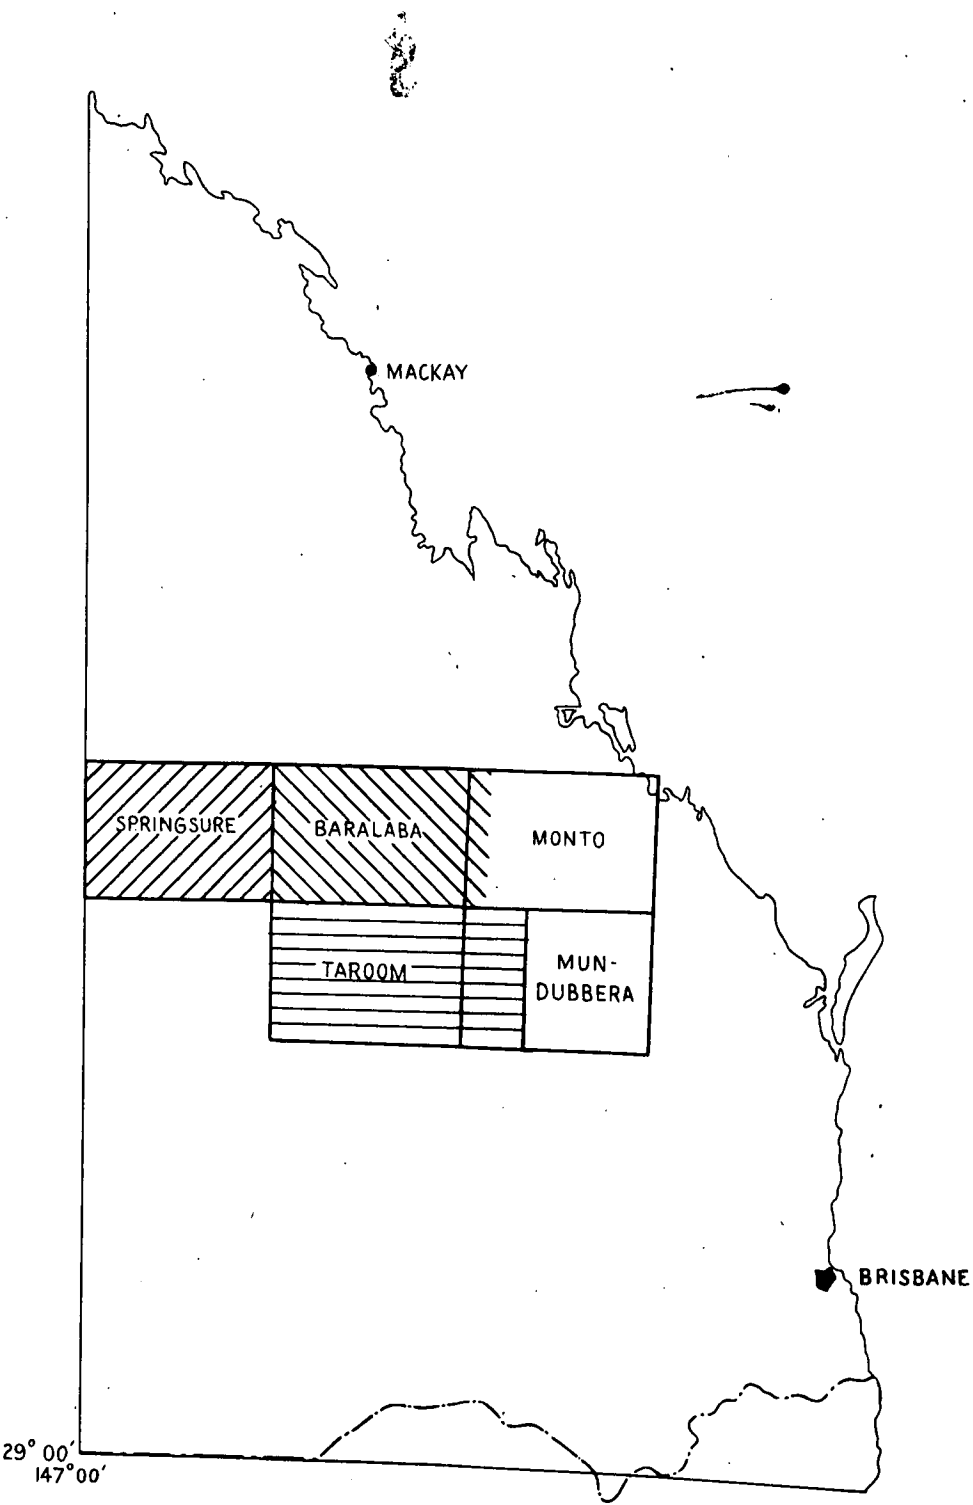 MACKAY
SPRINGSURE
BARALABA
MONTO
TAROOM
MUN-
DUBBERA
BRISBANE
29° 00'
147°00'